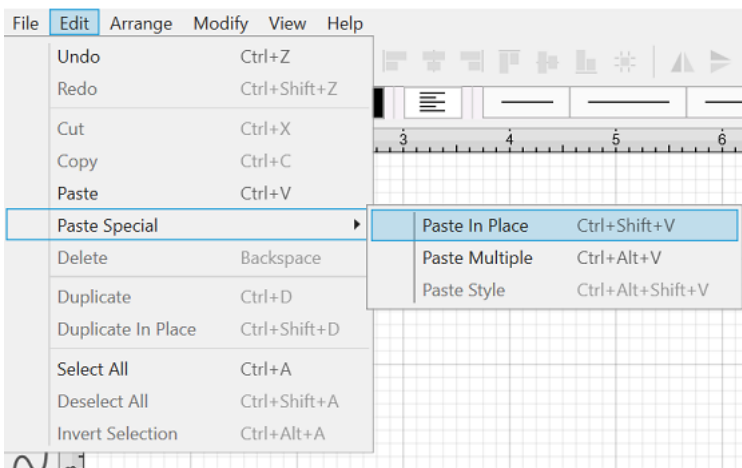 File Edit Arrange Modify View Help
Undo Ctrl+Z
Redo Ctrl+Shift+Z
Cut Ctrl+X
Copy Ctrl+C
Paste Ctrl+V
Paste Special
Delete Backspace
Duplicate Ctrl+D
Duplicate In Place Ctrl+Shift+D
Select All Ctrl+A
Deselect All Ctrl+Shift+A
Invert Selection Ctrl+Alt+A
Paste In Place Ctrl+Shift+V
Paste Multiple Ctrl+Alt+V
Paste Style Ctrl+Alt+Shift+V
3 4 5 6